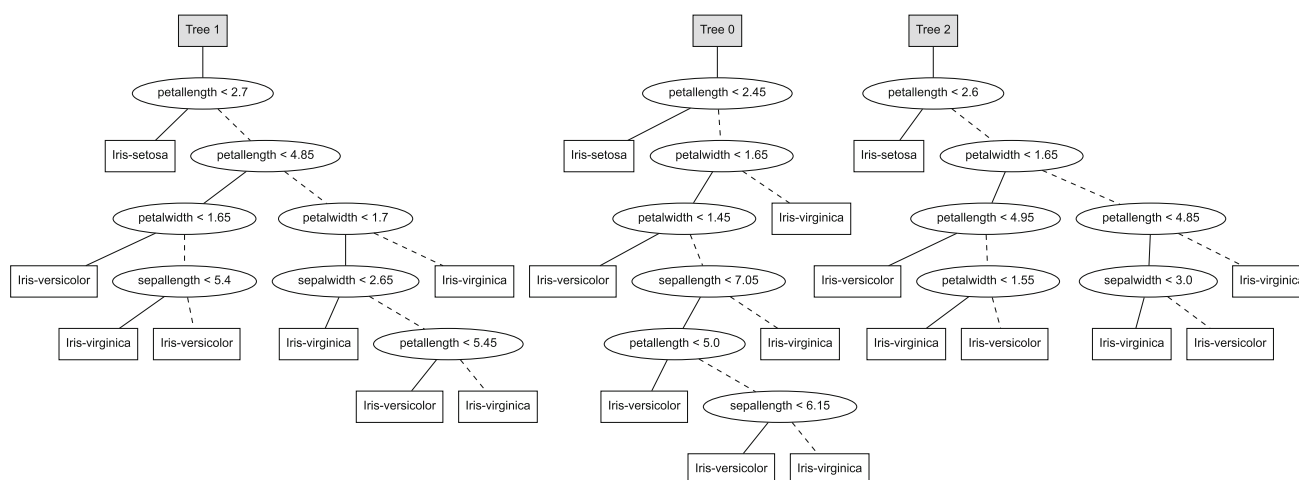 Tree 1
petallength < 2.7
Iris-setosa
petallength < 4.85
petalwidth < 1.65
petalwidth < 1.7
Iris-versicolor
sepallength < 5.4
sepalwidth < 2.65
Iris-virginica
Iris-virginica
Iris-versicolor
Iris-virginica
petallength < 5.45
Iris-versicolor
Iris-virginica
Tree 0
petallength < 2.45
Iris-setosa
petalwidth < 1.65
petalwidth < 1.45
Iris-virginica
Iris-versicolor
sepallength < 7.05
petallength < 5.0
Iris-virginica
Iris-versicolor
sepallength < 6.15
Iris-versicolor
Iris-virginica
Tree 2
petallength < 2.6
Iris-setosa
petalwidth < 1.65
petallength < 4.95
petallength < 4.85
Iris-versicolor
petalwidth < 1.55
sepalwidth < 3.0
Iris-virginica
Iris-virginica
Iris-versicolor
Iris-virginica
Iris-versicolor